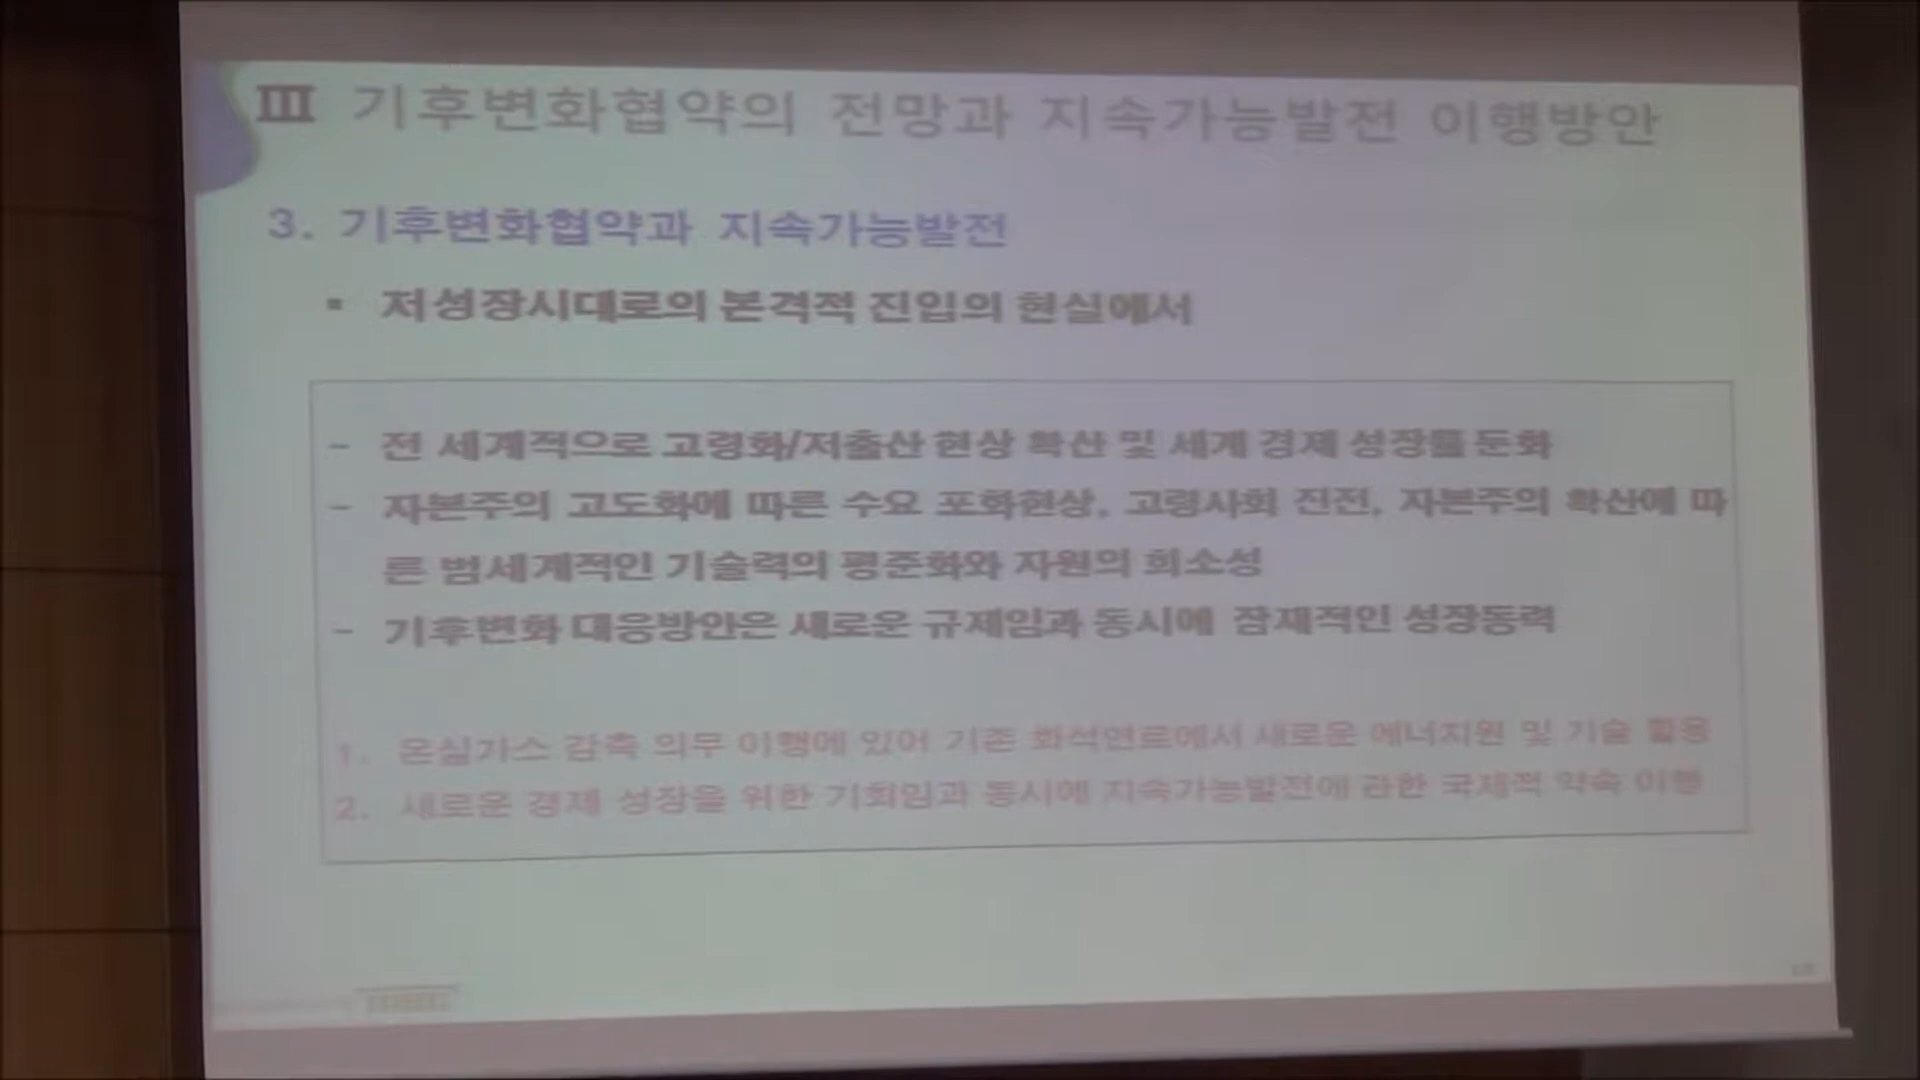 III 기후변화협약의 전망과 지속가능발전 이행방안
3. 기후변화협약과 지속가능발전
▪ 저성장시대로의 본격적 진입의 현실에서
- 전 세계적으로 고령화/저출산 현상 확산 및 세계 경제 성장률 둔화
- 자본주의 고도화에 따른 수요 포화현상, 고령사회 진전, 자본주의 확산에 따
른 범세계적인 기술력의 평준화와 자원의 희소성
- 기후변화 대응방안은 새로운 규제임과 동시에 잠재적인 성장동력
1. 온실가스 감축 의무 이행에 있어 기존 화석연료에서 새로운 에너지원 및 기술 활용
2. 새로운 경제 성장을 위한 기회임과 동시에 지속가능발전에 관한 국제적 약속 이행